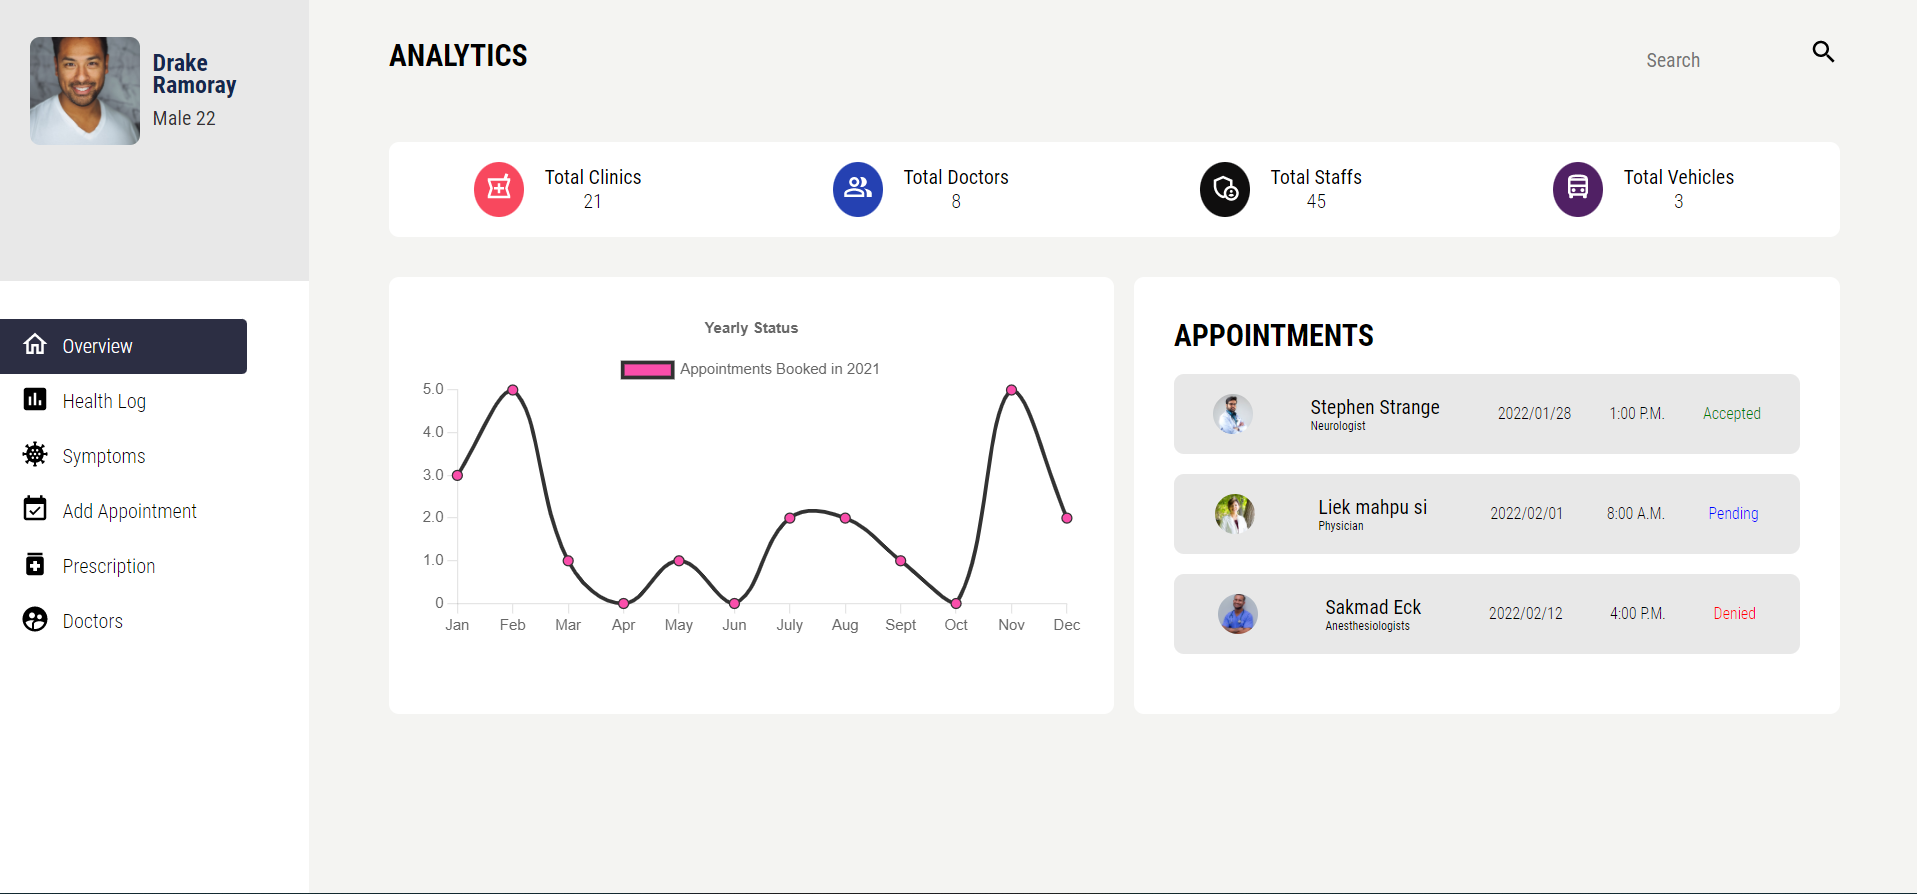 Drake
Ramoray
Male 22
Overview
Health Log
Symptoms
Add Appointment
Prescription
Doctors
ANALYTICS
Search
Total Clinics
21
Total Doctors
8
Total Staffs
45
Total Vehicles
3
Yearly Status
Appointments Booked in 2021
5.0
4.0
3.0
2.0
1.0
0
Jan Feb Mar Apr May Jun July Aug Sept Oct Nov Dec
APPOINTMENTS
Stephen Strange 2022/01/28 1:00 P.M. Accepted
Neurologist
Liek mahpu si 2022/02/01 8:00 A.M. Pending
Physician
Sakmad Eck 2022/02/12 4:00 P.M. Denied
Anesthesiologists